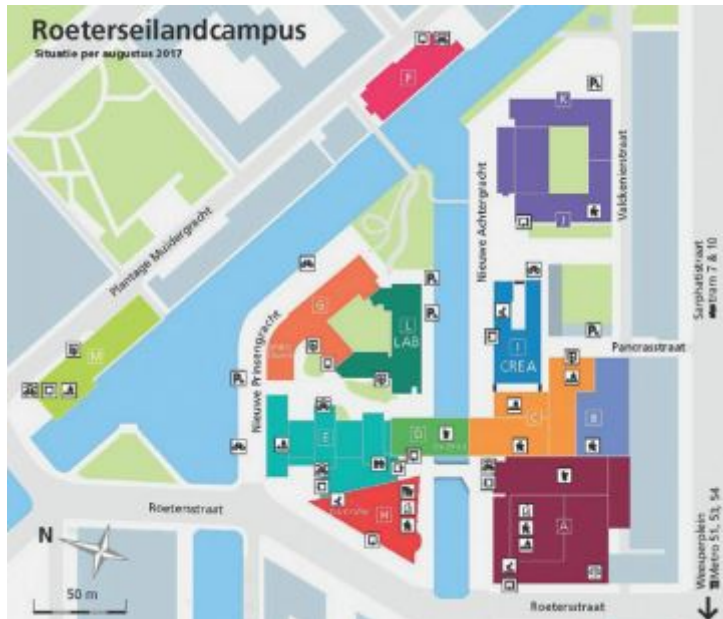 Roeterseilandcampus
Situatie per augustus 2017
F
K
J
Valckenierstraat
Nieuwe Achtergracht
Plantage Muidergracht
Sarphatistraat
tram 7 & 10
G
L
LAB
I
CREA
Pancrasstraat
M
Nieuwe Prinsengracht
E
D
C
B
A
H
Roetersstraat
N
50 m
Weesperplein
Metro 51, 53, 54
Roetersstraat